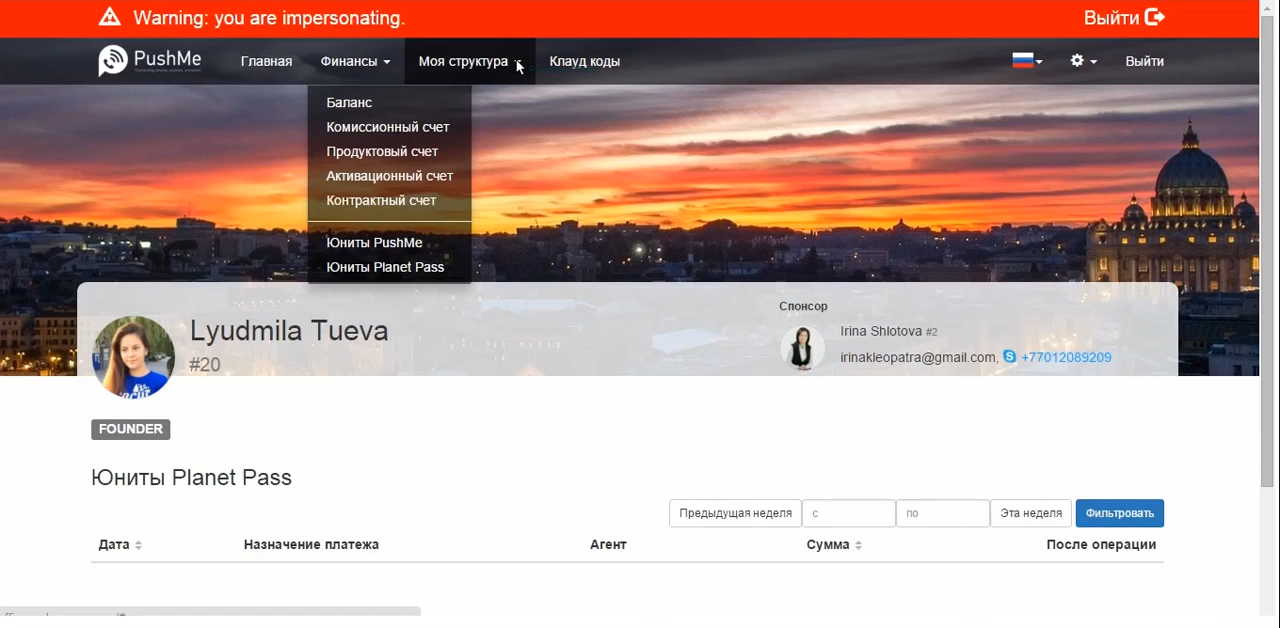 Warning: you are impersonating.
Выйти
PushMe
Главная
Финансы
Моя структура
Клауд коды
Выйти
Баланс
Комиссионный счет
Продуктовый счет
Активационный счет
Контрактный счет
Юниты PushMe
Юниты Planet Pass
Lyudmila Tueva
#20
Спонсор
Irina Shlotova #2
irinakleopatra@gmail.com, +77012089209
FOUNDER
Юниты Planet Pass
Предыдущая неделя
с
по
Эта неделя
Фильтровать
Дата
Назначение платежа
Агент
Сумма
После операции